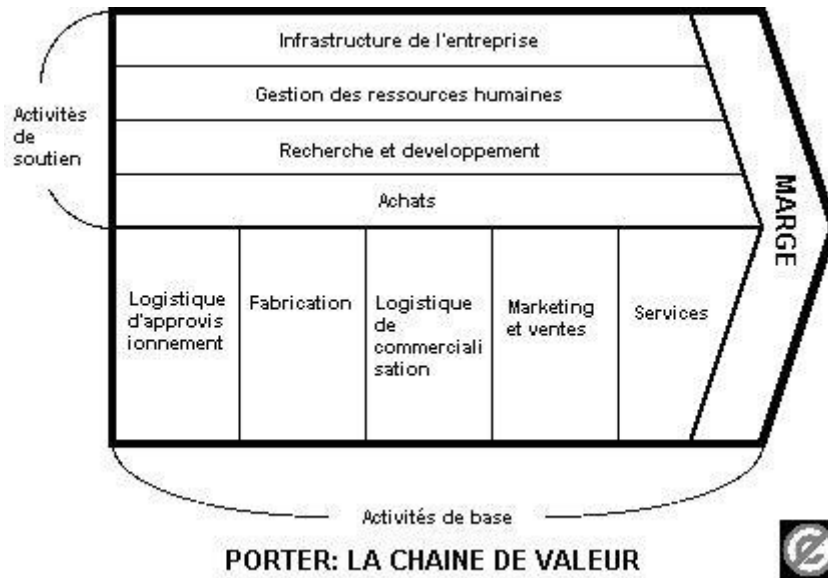 Infrastructure de l'entreprise
Gestion des ressources humaines
Activités
de
soutien
Recherche et developpement
Achats
MARGE
Logistique
d'approvis
ionnement
Fabrication
Logistique
de
commerciali
sation
Marketing
et ventes
Services
Activités de base
PORTER: LA CHAINE DE VALEUR